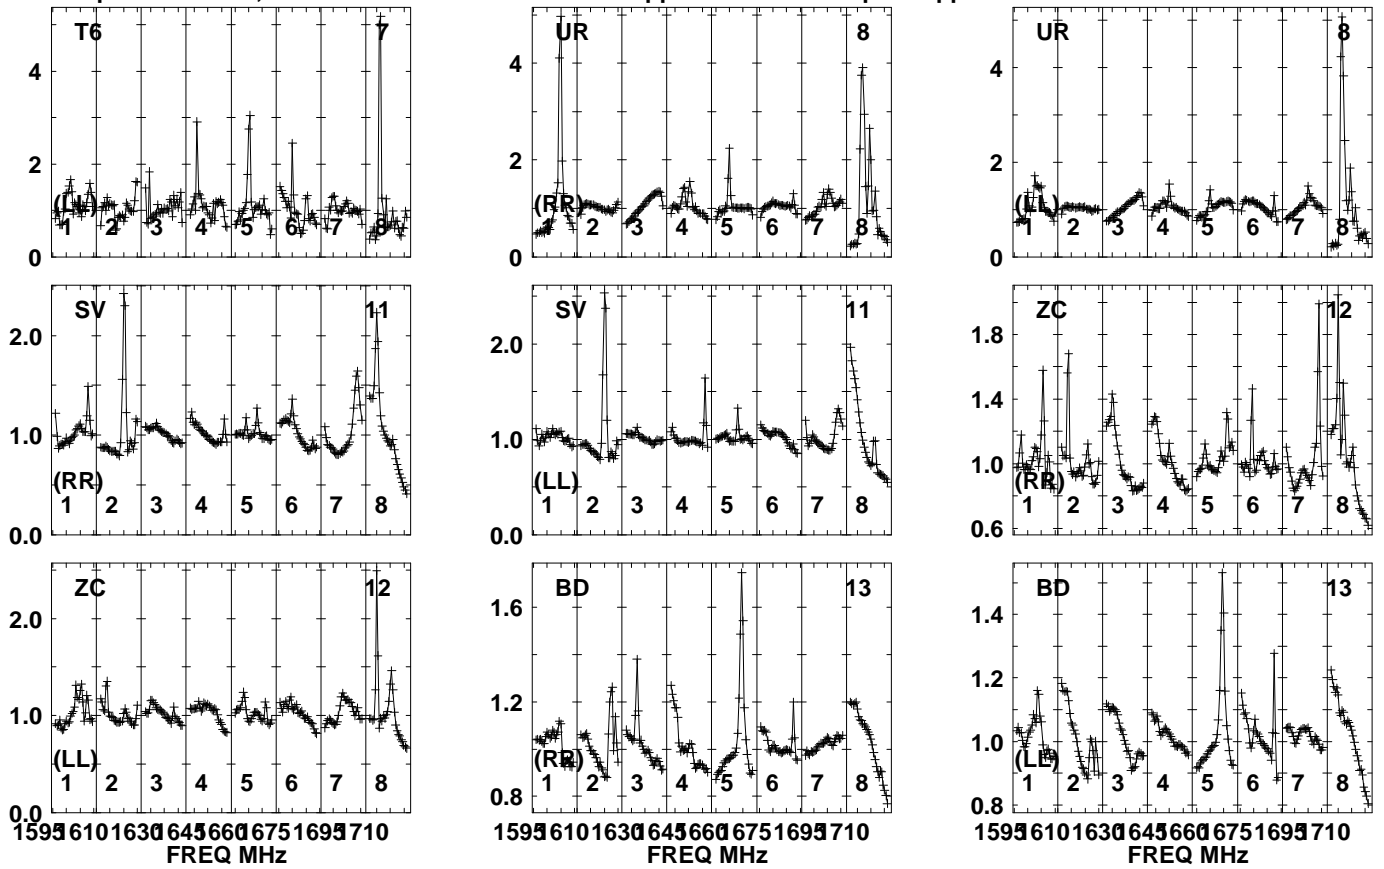 T6 7 UR 8 UR 8
4 4 4
2 2 2
(LL) (RR) (LL)
1 2 3 4 5 6 7 8 1 2 3 4 5 6 7 8 1 2 3 4 5 6 7 8
0 0 0
SV 11 SV 11 ZC 12
2.0 2.0 1.8
1.4
1.0 1.0 1.0
(RR) (LL) (RR)
1 2 3 4 5 6 7 8 1 2 3 4 5 6 7 8 1 2 3 4 5 6 7 8
0.0 0.0 0.6
ZC 12 BD 13 BD 13
2.0 1.6 1.4
1.2 1.2
1.0 1.0
(LL) (RR) (LL)
1 2 3 4 5 6 7 8 1 2 3 4 5 6 7 8 1 2 3 4 5 6 7 8
0.0 0.8 0.8
1595 1610 1630 1645 1660 1675 1695 1710 1595 1610 1630 1645 1660 1675 1695 1710 1595 1610 1630 1645 1660 1675 1695 1710
FREQ MHz FREQ MHz FREQ MHz